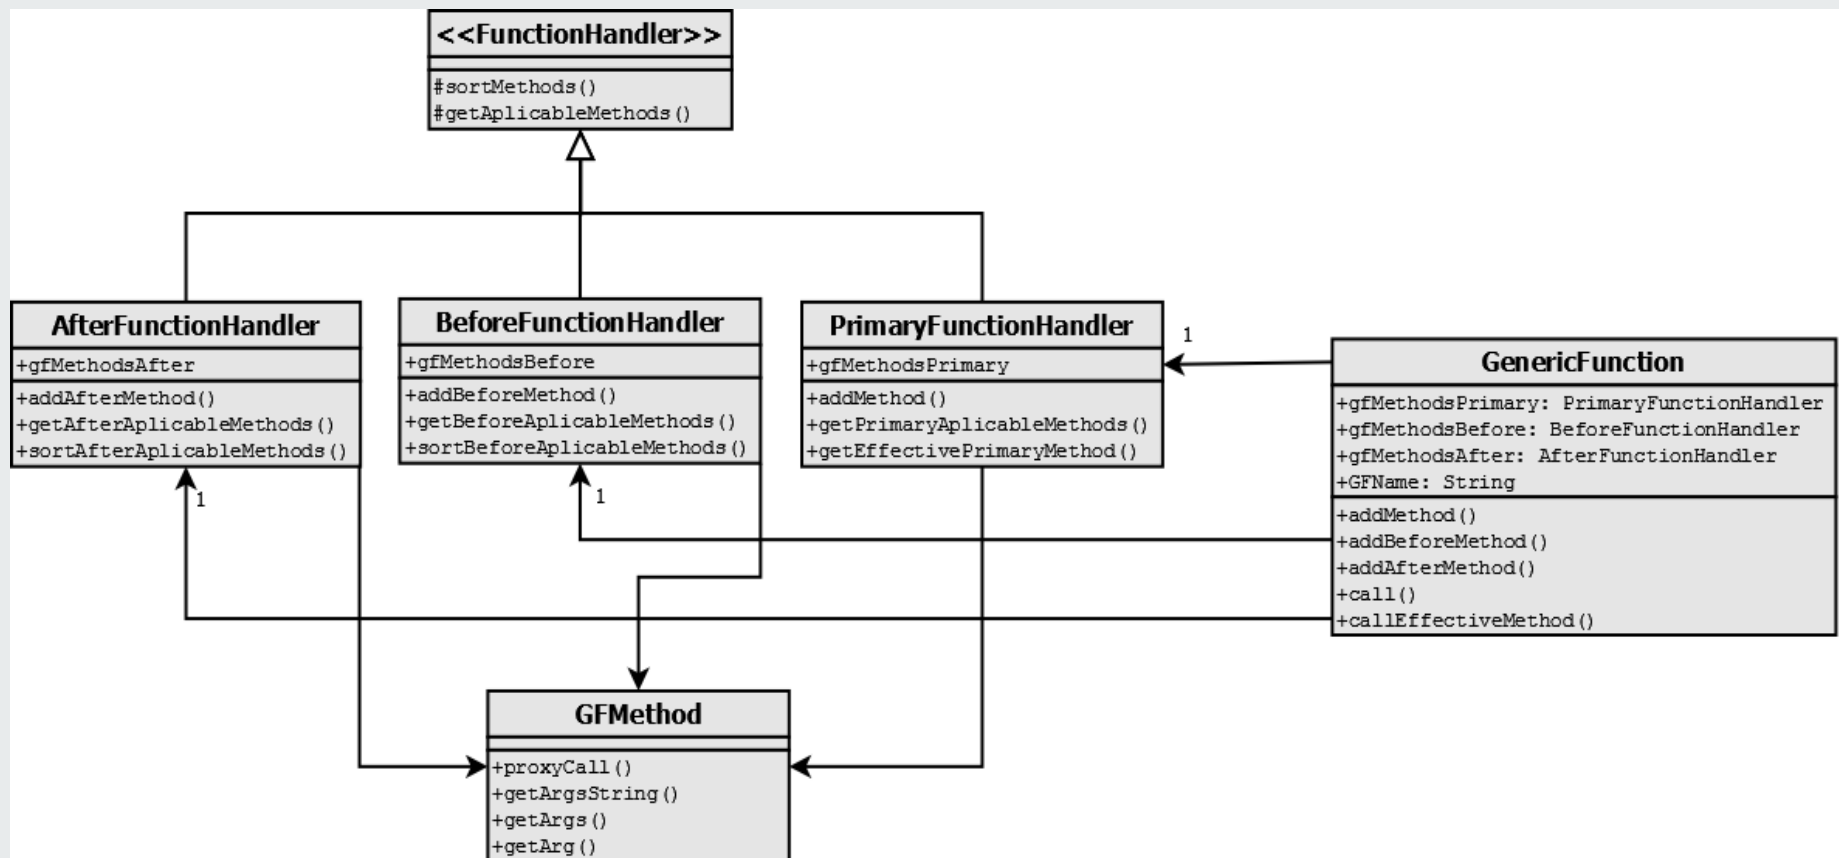 <<FunctionHandler>>
#sortMethods()
#getAplicableMethods()
AfterFunctionHandler
+gfMethodsAfter
+addAfterMethod()
+getAfterAplicableMethods()
+sortAfterAplicableMethods()
1
BeforeFunctionHandler
+gfMethodsBefore
+addBeforeMethod()
+getBeforeAplicableMethods()
+sortBeforeAplicableMethods()
1
PrimaryFunctionHandler
+gfMethodsPrimary
+addMethod()
+getPrimaryAplicableMethods()
+getEffectivePrimaryMethod()
1
GenericFunction
+gfMethodsPrimary: PrimaryFunctionHandler
+gfMethodsBefore: BeforeFunctionHandler
+gfMethodsAfter: AfterFunctionHandler
+GFName: String
+addMethod()
+addBeforeMethod()
+addAfterMethod()
+call()
+callEffectiveMethod()
GFMethod
+proxyCall()
+getArgsString()
+getArgs()
+getArg()